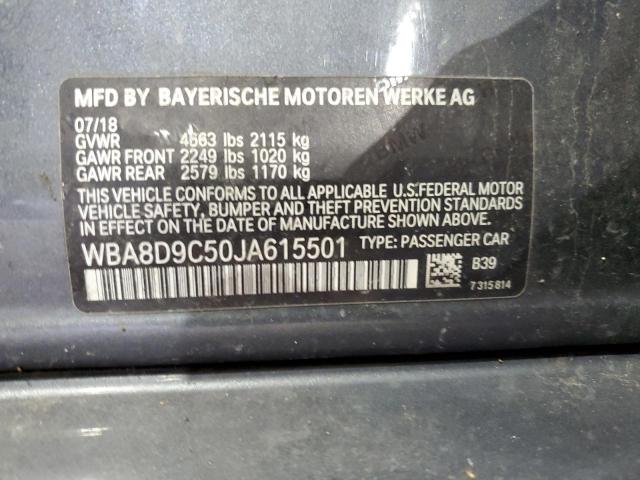 MFD BY BAYERISCHE MOTOREN WERKE AG
07/18
GVWR 4663 lbs 2115 kg
GAWR FRONT 2249 lbs 1020 kg
GAWR REAR 2579 lbs 1170 kg
THIS VEHICLE CONFORMS TO ALL APPLICABLE U.S.FEDERAL MOTOR
VEHICLE SAFETY, BUMPER AND THEFT PREVENTION STANDARDS
IN EFFECT ON THE DATE OF MANUFACTURE SHOWN ABOVE.
WBA8D9C50JA615501 TYPE: PASSENGER CAR
B39
7315814